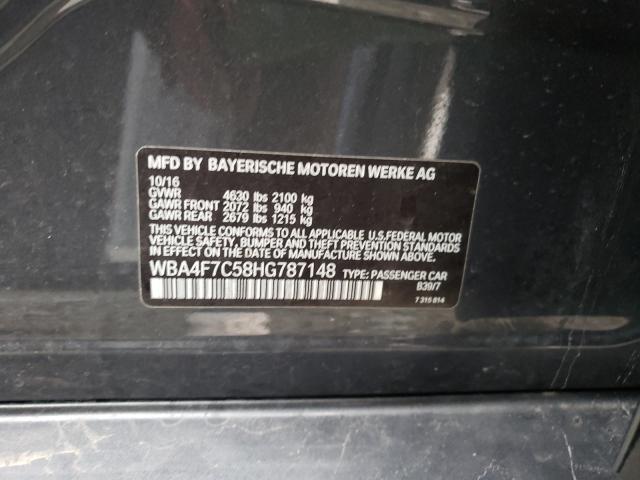 MFD BY BAYERISCHE MOTOREN WERKE AG
10/16
GVWR 4630 lbs 2100 kg
GAWR FRONT 2072 lbs 940 kg
GAWR REAR 2679 lbs 1215 kg
THIS VEHICLE CONFORMS TO ALL APPLICABLE U.S.FEDERAL MOTOR
VEHICLE SAFETY, BUMPER AND THEFT PREVENTION STANDARDS
IN EFFECT ON THE DATE OF MANUFACTURE SHOWN ABOVE.
WBA4F7C58HG787148 TYPE: PASSENGER CAR
B39/7
7 315 814